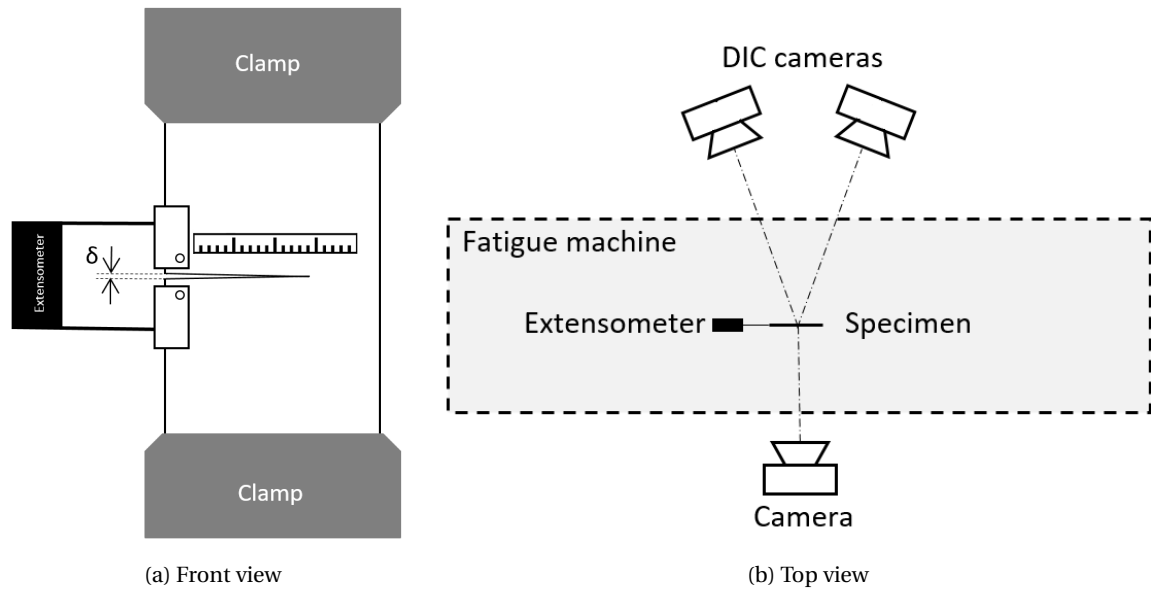 Clamp
Extensometer
δ
Clamp
(a) Front view
DIC cameras
Fatigue machine
Extensometer
Specimen
Camera
(b) Top view